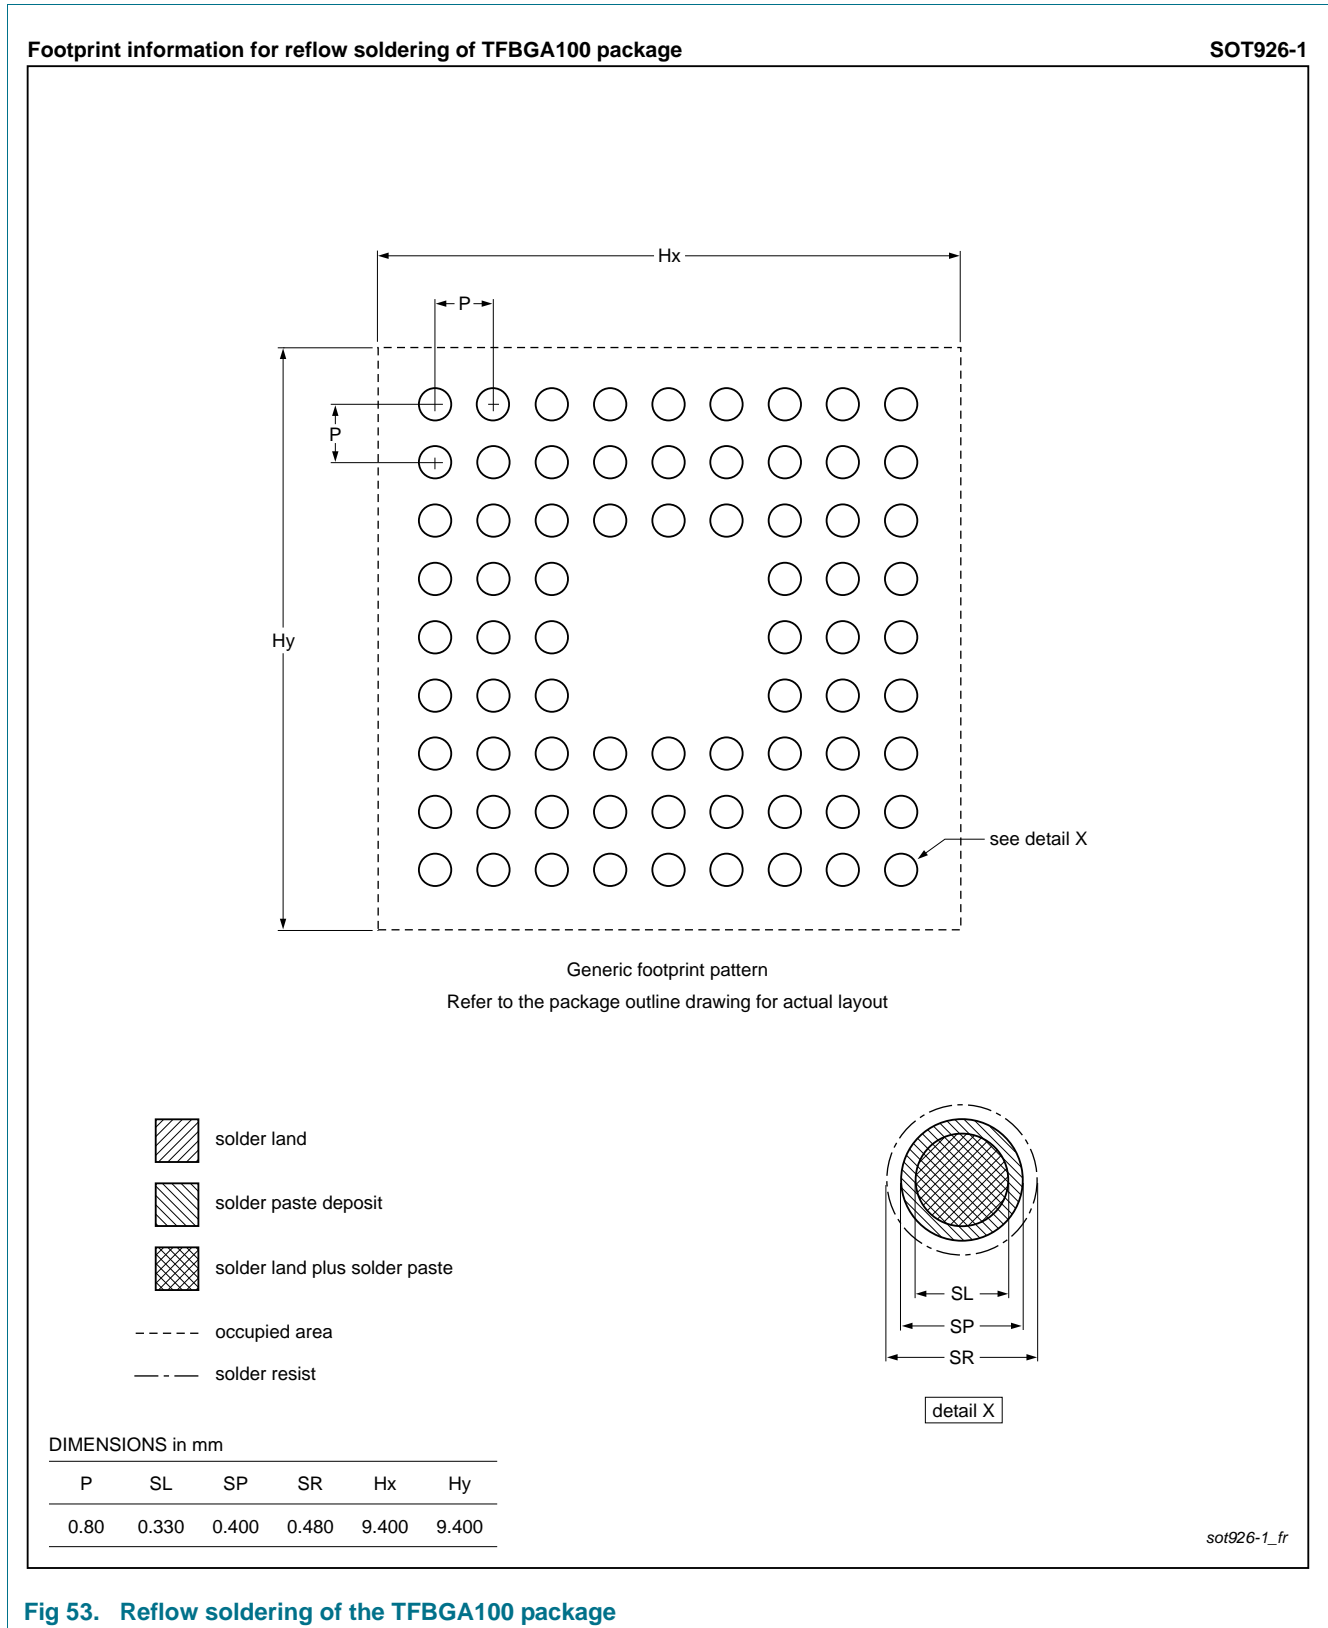 Footprint information for reflow soldering of TFBGA100 package SOT926-1
Hx
P
P
Hy
see detail X
Generic footprint pattern
Refer to the package outline drawing for actual layout
solder land
solder paste deposit
solder land plus solder paste
occupied area
solder resist
SL
SP
SR
detail X
DIMENSIONS in mm
P SL SP SR Hx Hy
0.80 0.330 0.400 0.480 9.400 9.400
sot926-1_fr
Fig 53. Reflow soldering of the TFBGA100 package